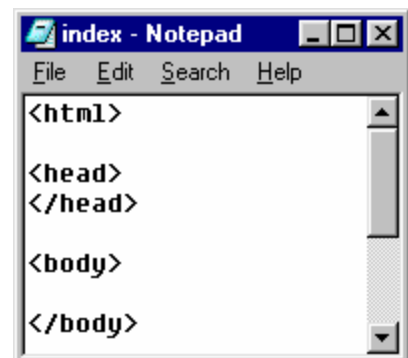 index - Notepad
File Edit Search Help
<html>
<head>
</head>
<body>
</body>